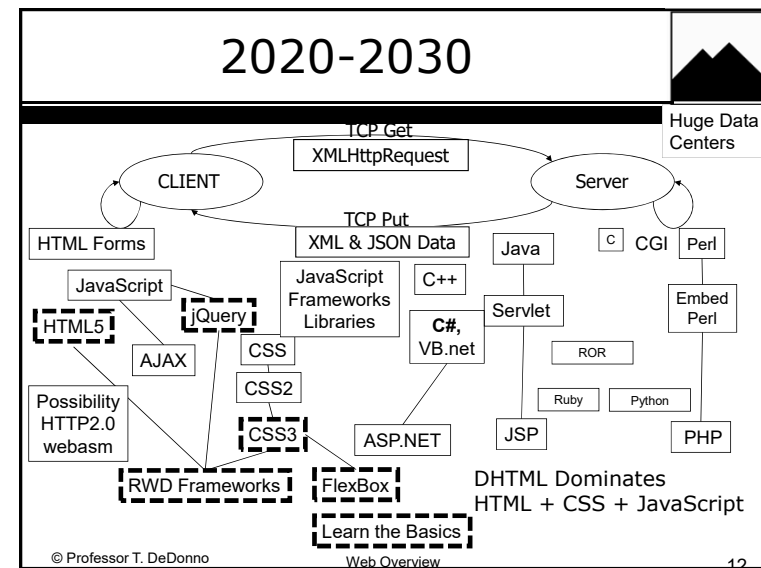 2020-2030
Huge Data
Centers
TCP Get
XMLHttpRequest
CLIENT
Server
TCP Put
XML & JSON Data
HTML Forms
Java
C
CGI
Perl
JavaScript
jQuery
JavaScript
Frameworks
Libraries
C++
HTML5
Servlet
Embed
Perl
C#,
VB.net
AJAX
CSS
ROR
CSS2
Possibility
HTTP2.0
webasm
Ruby
Python
CSS3
ASP.NET
JSP
PHP
RWD Frameworks
FlexBox
DHTML Dominates
HTML + CSS + JavaScript
Learn the Basics
© Professor T. DeDonno
Web Overview
12